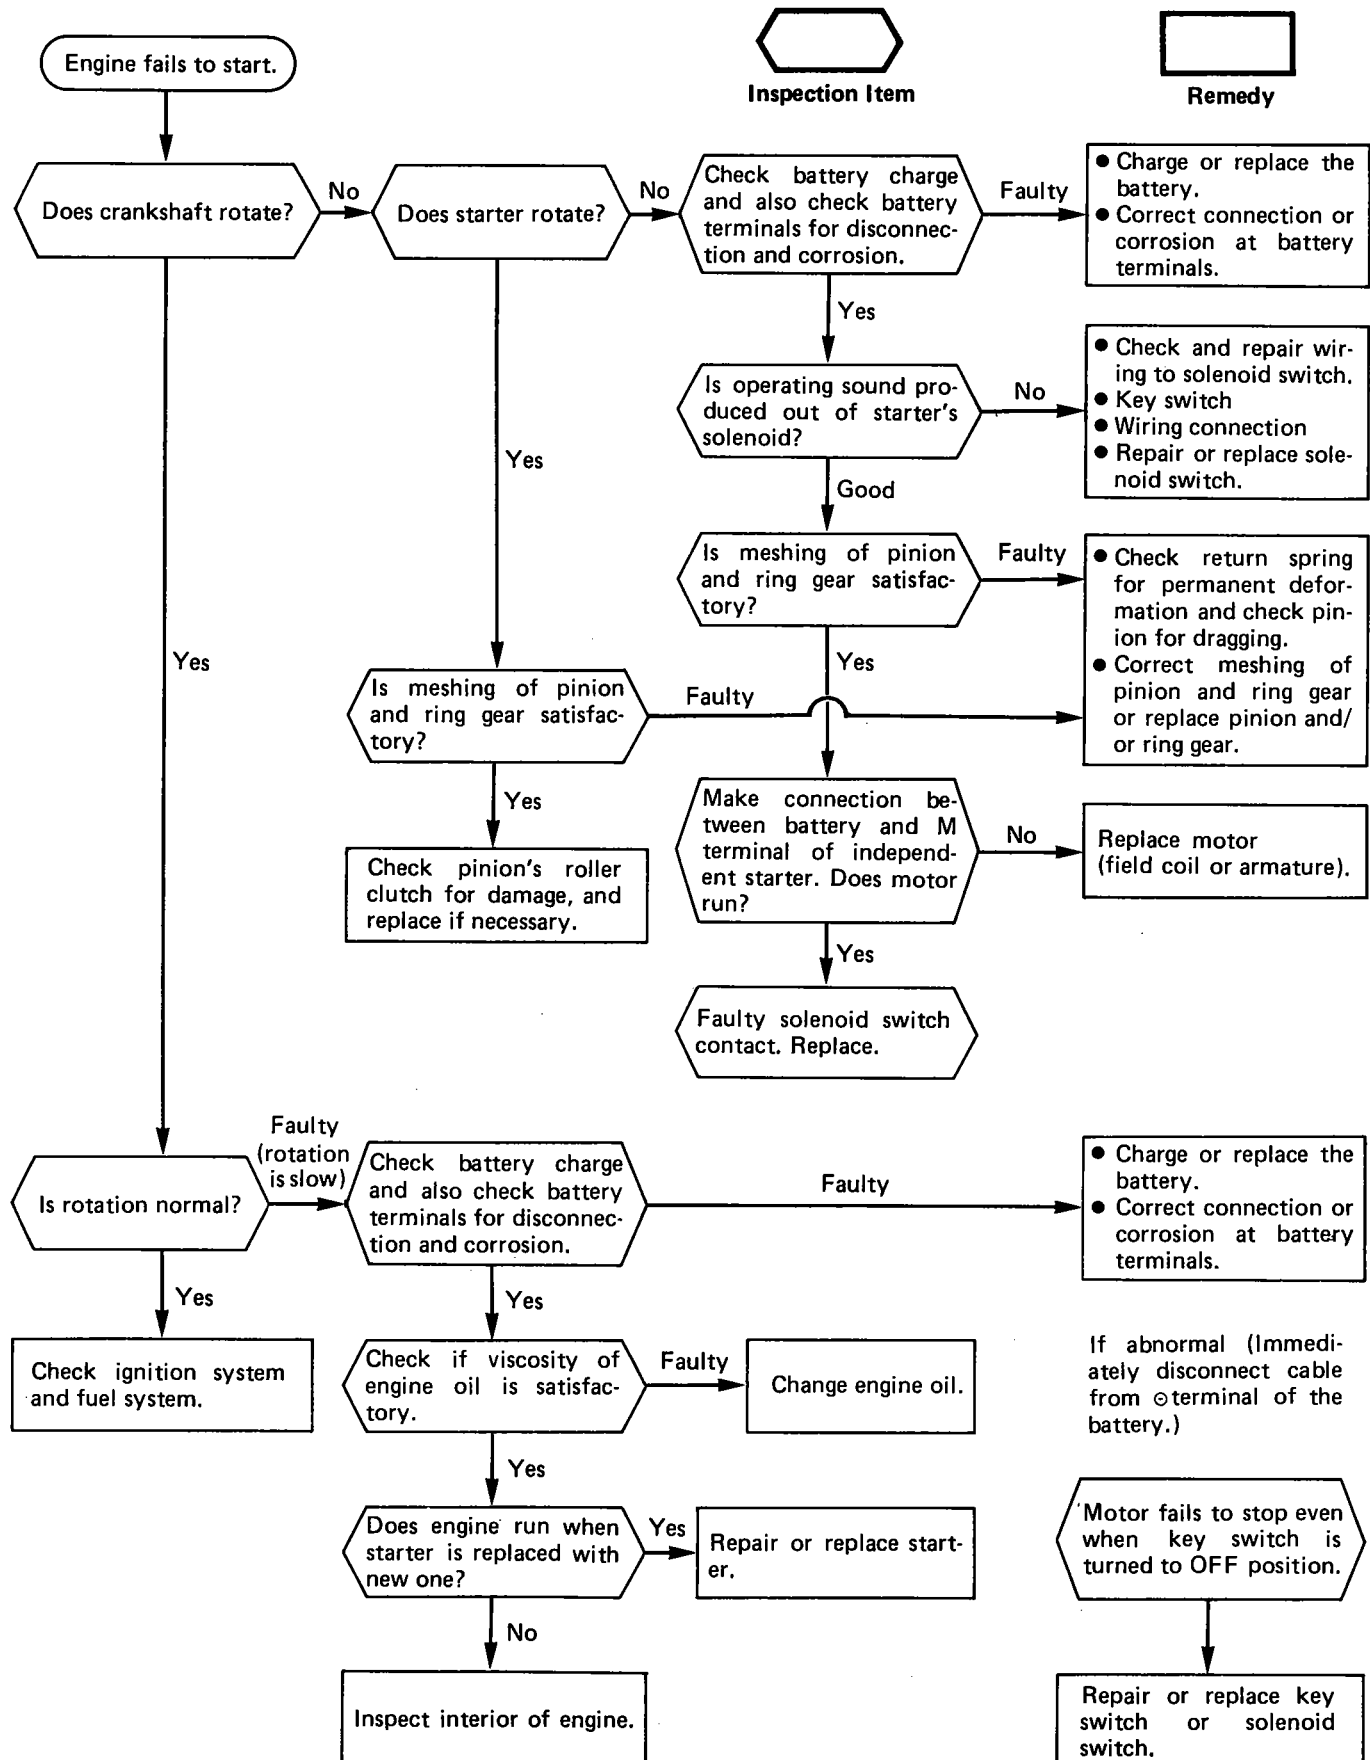 Engine fails to start.
Inspection Item
Remedy
Does crankshaft rotate?
No
Does starter rotate?
No
Check battery charge
and also check battery
terminals for disconnec-
tion and corrosion.
Faulty
● Charge or replace the
battery.
● Correct connection or
corrosion at battery
terminals.
Yes
Is operating sound pro-
duced out of starter's
solenoid?
No
● Check and repair wir-
ing to solenoid switch.
● Key switch
● Wiring connection
● Repair or replace sole-
noid switch.
Yes
Good
Is meshing of pinion
and ring gear satisfac-
tory?
Faulty
● Check return spring
for permanent defor-
mation and check pin-
ion for dragging.
● Correct meshing of
pinion and ring gear
or replace pinion and/
or ring gear.
Yes
Yes
Is meshing of pinion
and ring gear satisfac-
tory?
Faulty
Yes
Check pinion's roller
clutch for damage, and
replace if necessary.
Make connection be-
tween battery and M
terminal of independ-
ent starter. Does motor
run?
No
Replace motor
(field coil or armature).
Yes
Faulty solenoid switch
contact. Replace.
Is rotation normal?
Faulty
(rotation
is slow)
Check battery charge
and also check battery
terminals for disconnec-
tion and corrosion.
Faulty
● Charge or replace the
battery.
● Correct connection or
corrosion at battery
terminals.
Yes
Check ignition system
and fuel system.
Yes
Check if viscosity of
engine oil is satisfac-
tory.
Faulty
Change engine oil.
If abnormal (Immedi-
ately disconnect cable
from ⊙ terminal of the
battery.)
Yes
Does engine run when
starter is replaced with
new one?
Yes
Repair or replace start-
er.
Motor fails to stop even
when key switch is
turned to OFF position.
No
Inspect interior of engine.
Repair or replace key
switch or solenoid
switch.